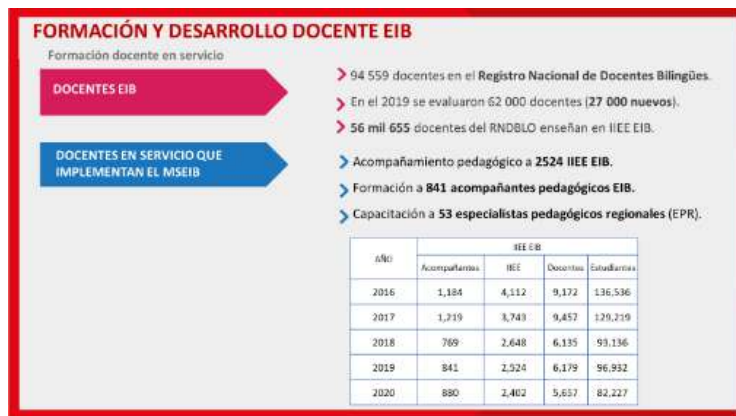 FORMACIÓN Y DESARROLLO DOCENTE EIB
Formación docente en servicio
DOCENTES EIB
94 559 docentes en el Registro Nacional de Docentes Bilingües.
En el 2019 se evaluaron 62 000 docentes (27 000 nuevos).
56 mil 655 docentes del RNDBLO enseñan en IIEE EIB.
DOCENTES EN SERVICIO QUE
IMPLEMENTAN EL MSEIB
Acompañamiento pedagógico a 2524 IIEE EIB.
Formación a 841 acompañantes pedagógicos EIB.
Capacitación a 53 especialistas pedagógicos regionales (EPR).
AÑO IIEE EIB
Acompañantes IIEE Docentes Estudiantes
2016 1,184 4,112 9,172 136,536
2017 1,219 3,743 9,457 129,219
2018 769 2,648 6,135 93,136
2019 841 2,524 6,179 96,932
2020 880 2,402 5,657 82,227